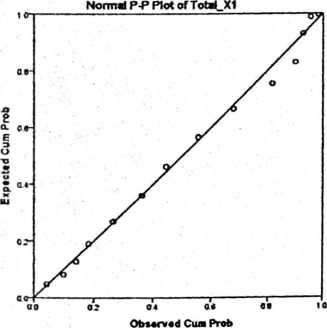 Normal P-P Plot of Total_X1
Expected Cum Prob
1.0
0.8
0.6
0.4
0.2
0.0
0.0 0.2 0.4 0.6 0.8 1.0
Observed Cum Prob